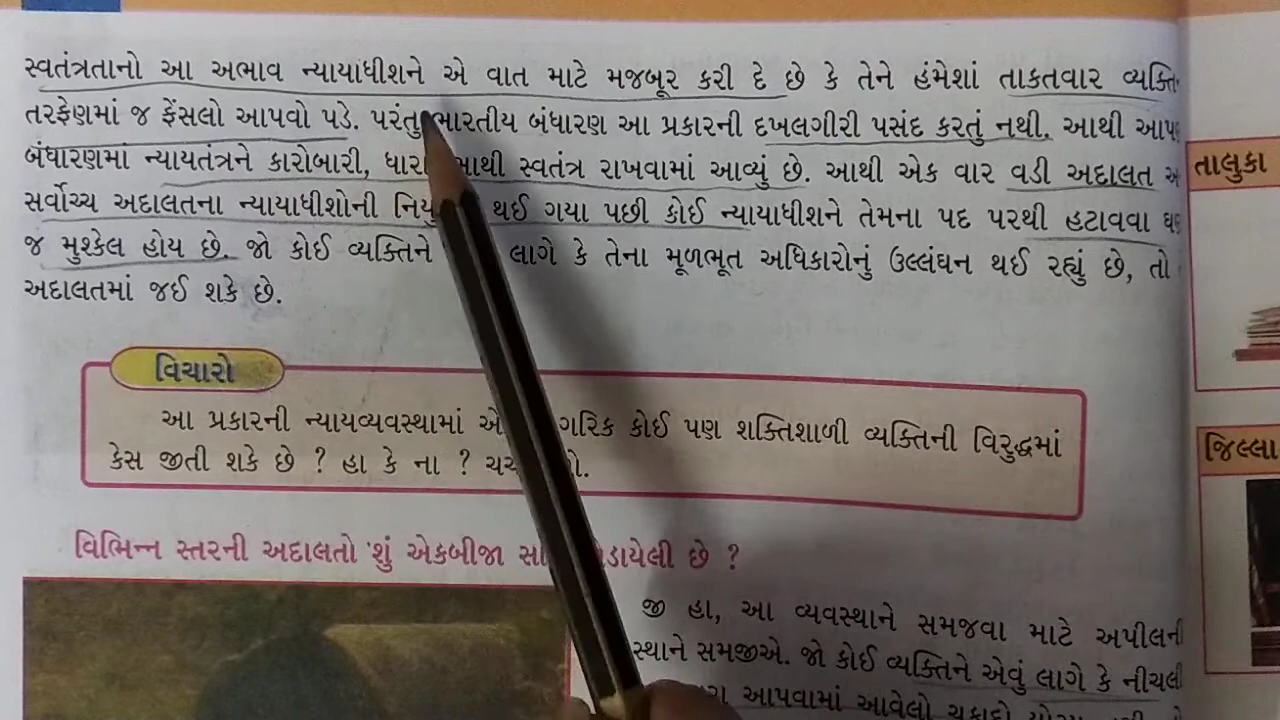 સ્વતંત્રતાનો આ અભાવ ન્યાયાધીશને એ વાત માટે મજબૂર કરી દે છે કે તેને હંમેશાં તાકતવાર
તરફેણમાં જ ફેંસલો આપવો પડે. પરંતુ ભારતીય બંધારણ આ પ્રકારની દખલગીરી પસંદ કરતું નથી. આથી
બંધારણમાં ન્યાયતંત્રને કારોબારી, સ્વતંત્ર રાખવામાં આવ્યું છે. આથી એક વાર વડી અદાલત
સર્વોચ્ય અદાલતના ન્યાયાધીશોની થઈ ગયા પછી કોઈ ન્યાયાધીશને તેમના પદ પરથી હટાવવા
જ મુશ્કેલ હોય છે. જો કોઈ વ્યક્તિને લાગે કે તેના મૂળભૂત અધિકારોનું ઉલ્લંઘન થઈ રહ્યું છે, તો
અદાલતમાં જઈ શકે છે.
તાલુકા
વિચારો
આ પ્રકારની ન્યાયવ્યવસ્થામાં કોઈ પણ શક્તિશાળી વ્યક્તિની વિરુદ્ધમાં
કેસ જીતી શકે છે ? હા કે ના ?
જિલ્લા
વિભિન્ન સ્તરની અદાલતો શું એકબીજા છે ?
જી હા, આ વ્યવસ્થાને સમજવા માટે અપીલની
સમજીએ. જો કોઈ વ્યક્તિને એવું લાગે કે નીચલી
આપવામાં આવેલો ચુકાદો